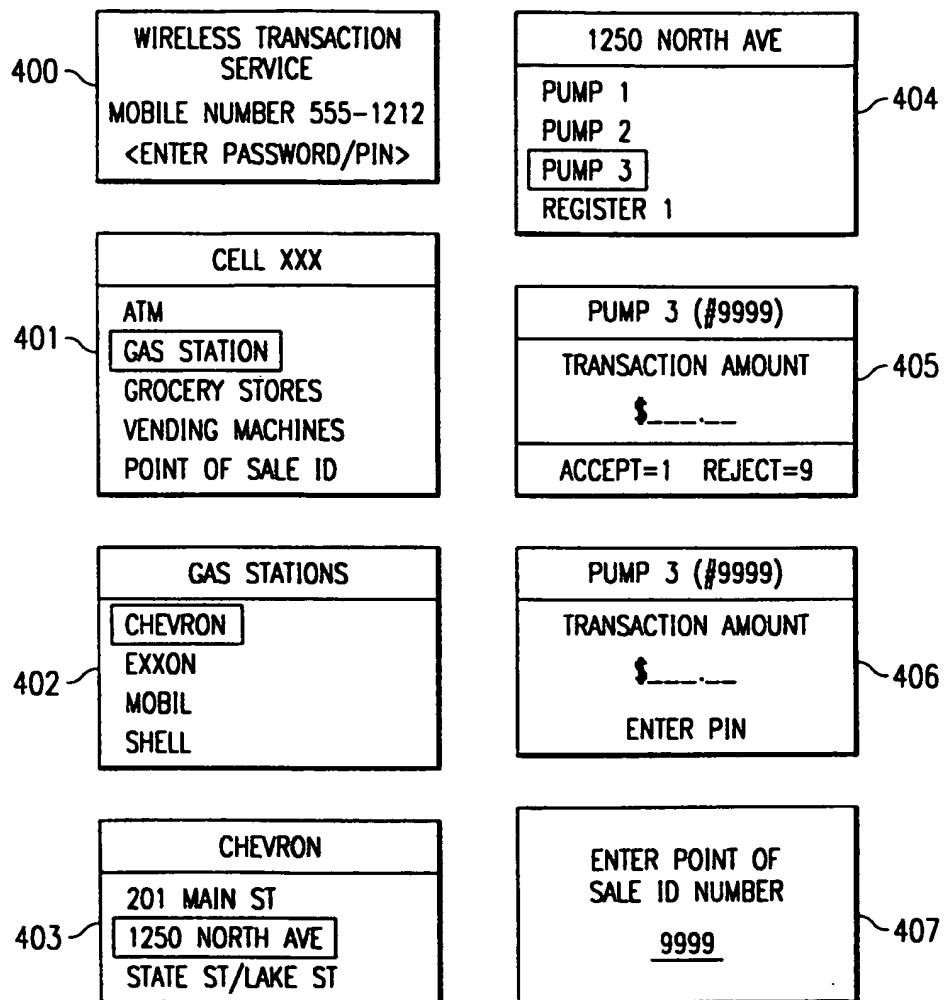 400
WIRELESS TRANSACTION
SERVICE
MOBILE NUMBER 555-1212
<ENTER PASSWORD/PIN>
401
CELL XXX
ATM
GAS STATION
GROCERY STORES
VENDING MACHINES
POINT OF SALE ID
402
GAS STATIONS
CHEVRON
EXXON
MOBIL
SHELL
403
CHEVRON
201 MAIN ST
1250 NORTH AVE
STATE ST/LAKE ST
1250 NORTH AVE
PUMP 1
PUMP 2
PUMP 3
REGISTER 1
404
PUMP 3 (#9999)
TRANSACTION AMOUNT
$___.__
ACCEPT=1 REJECT=9
405
PUMP 3 (#9999)
TRANSACTION AMOUNT
$___.__
ENTER PIN
406
ENTER POINT OF
SALE ID NUMBER
9999
407